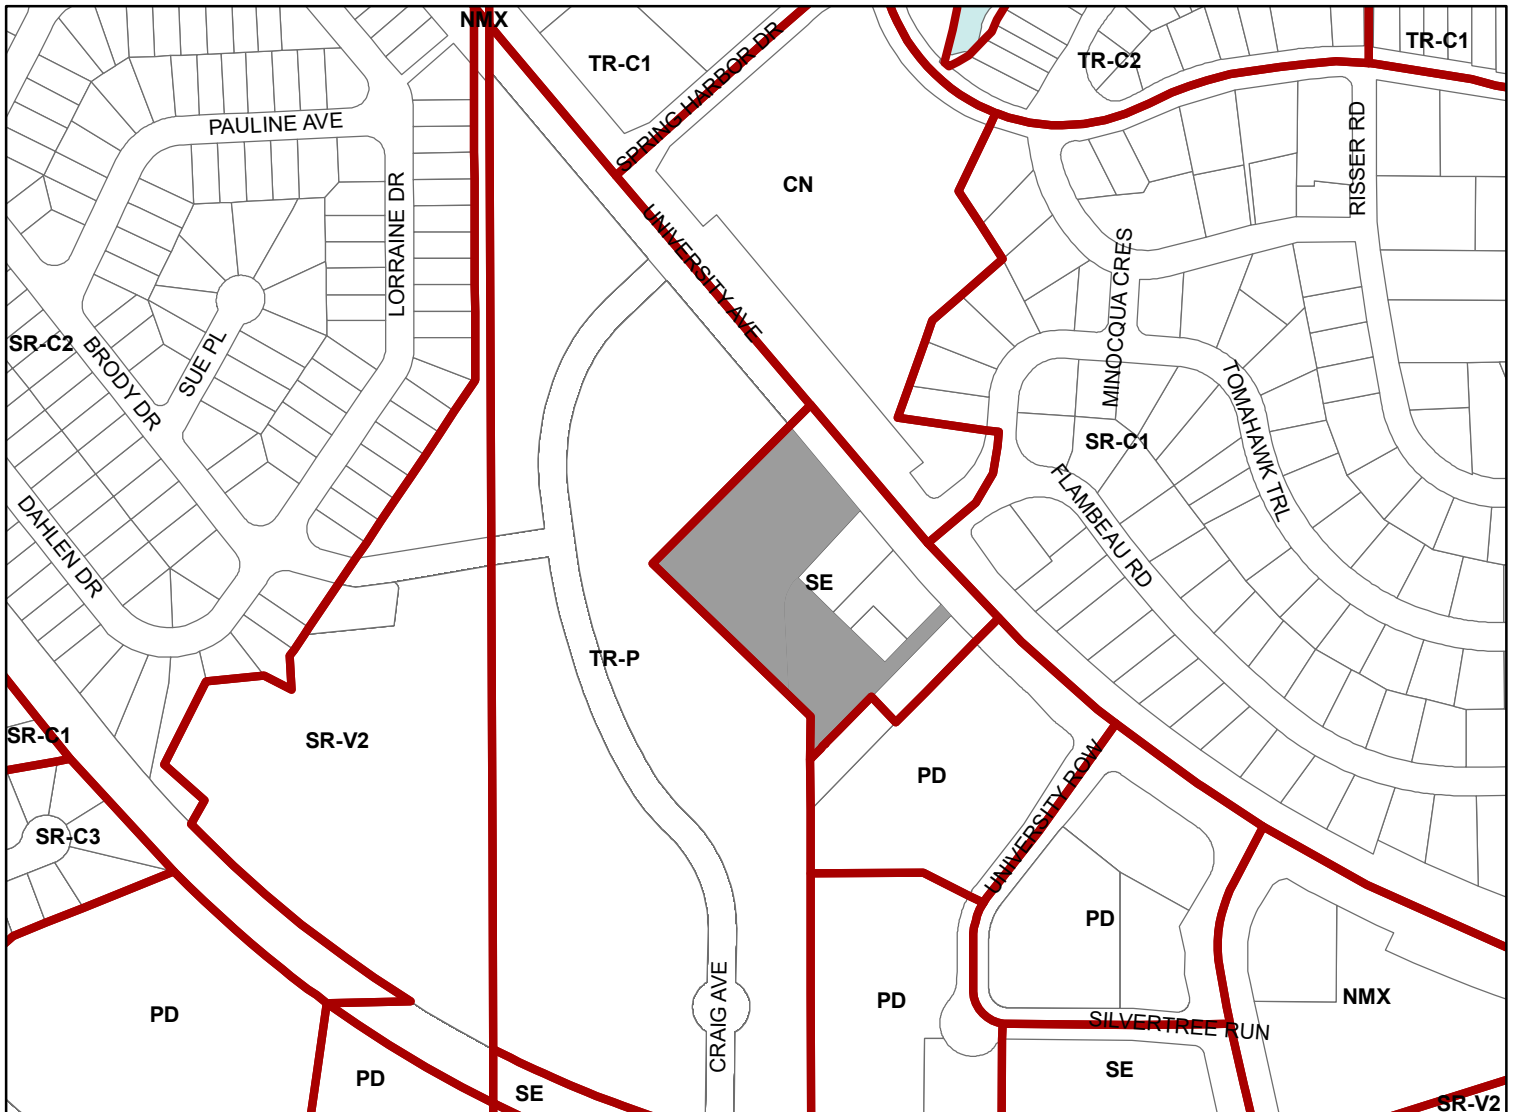 NMX
TR-C1
SPRING HARBOR DR
TR-C2
TR-C1
PAULINE AVE
RISSER RD
CN
LORRAINE DR
UNIVERSITY AVE
MINOCQUA CRES
SR-C2
BRODY DR
SUE PL
TOMAHAWK TRL
SR-C1
FLAMBEAU RD
DAHLEN DR
SE
TR-P
SR-C1
SR-V2
PD
UNIVERSITY ROW
SR-C3
PD
PD
PD
NMX
CRAIG AVE
SILVERTREE RUN
PD
SE
SE
SR-V2